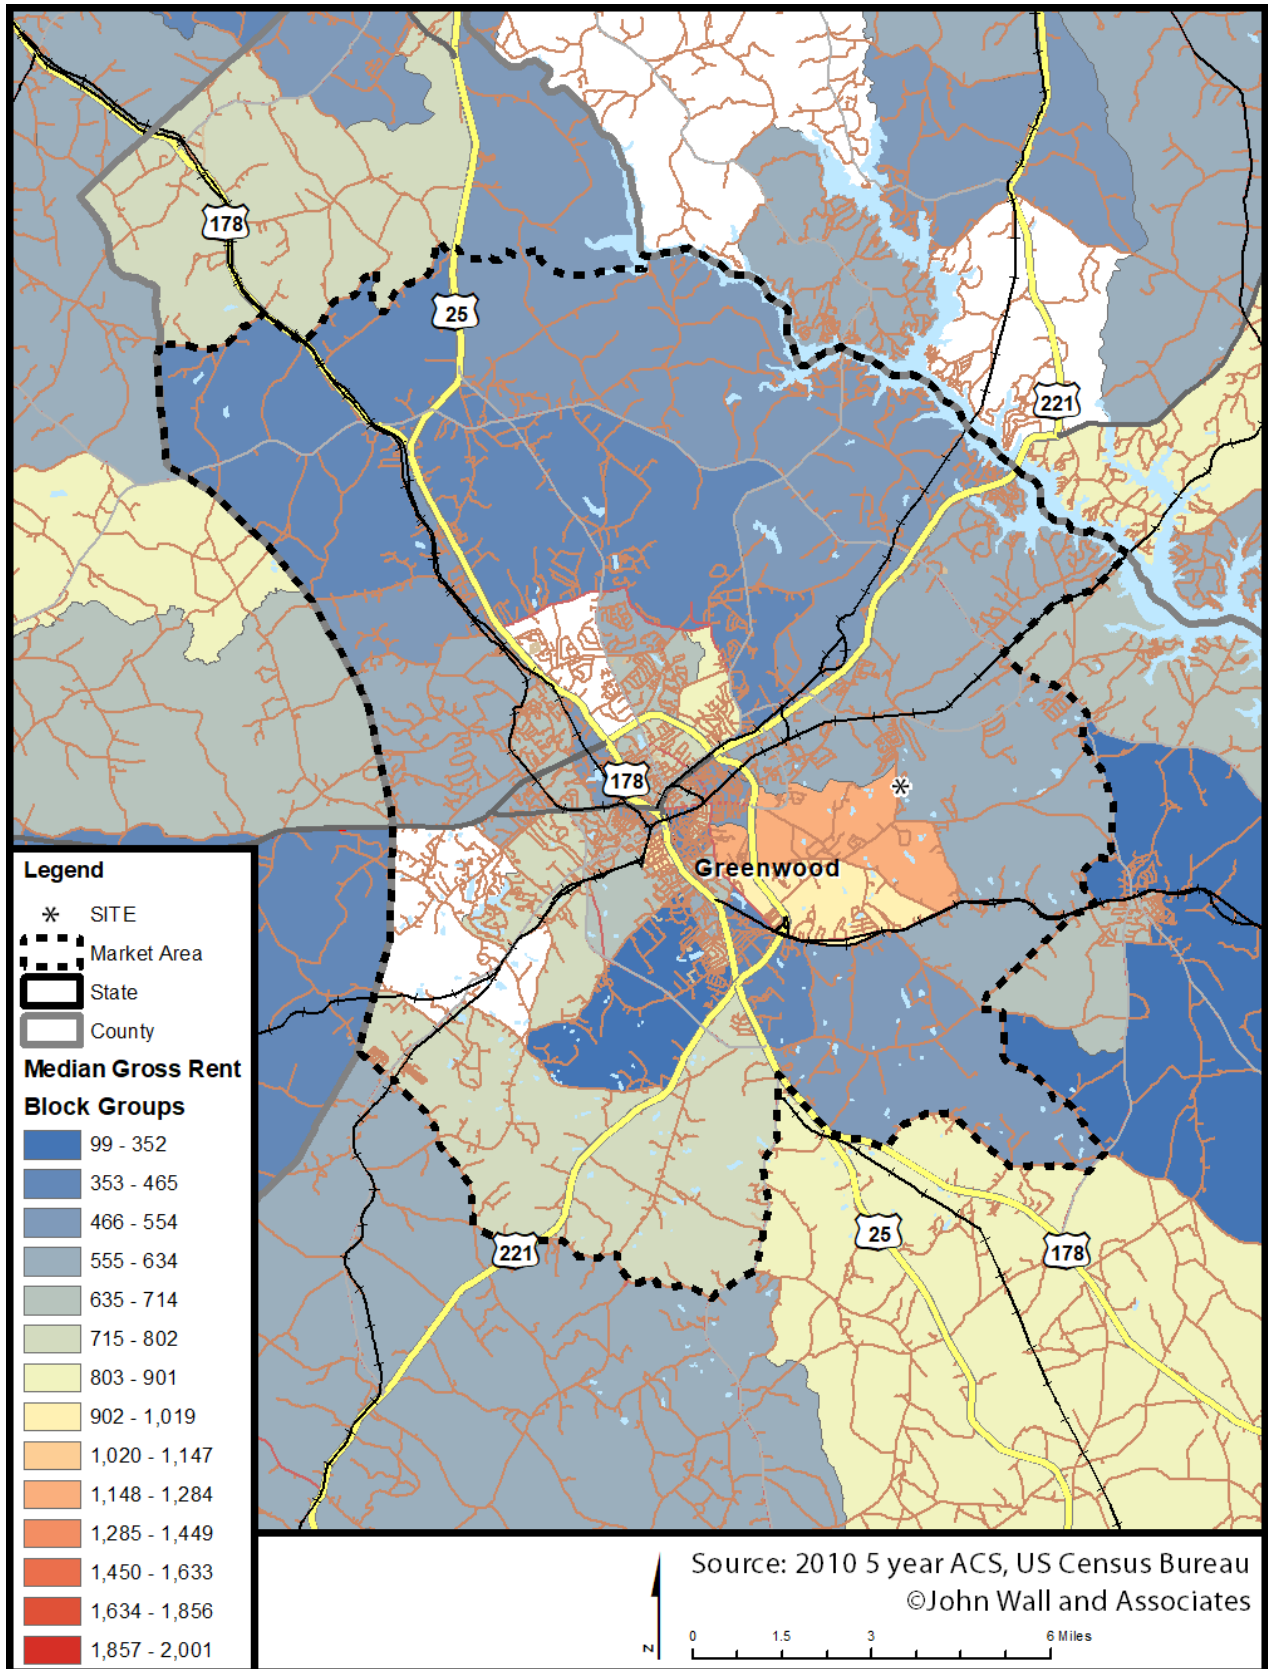 178
25
221
178
Greenwood
221
25
178
Legend
SITE
Market Area
State
County
Median Gross Rent
Block Groups
99 - 352
353 - 465
466 - 554
555 - 634
635 - 714
715 - 802
803 - 901
902 - 1,019
1,020 - 1,147
1,148 - 1,284
1,285 - 1,449
1,450 - 1,633
1,634 - 1,856
1,857 - 2,001
Source: 2010 5 year ACS, US Census Bureau
©John Wall and Associates
N
0 1.5 3 6 Miles